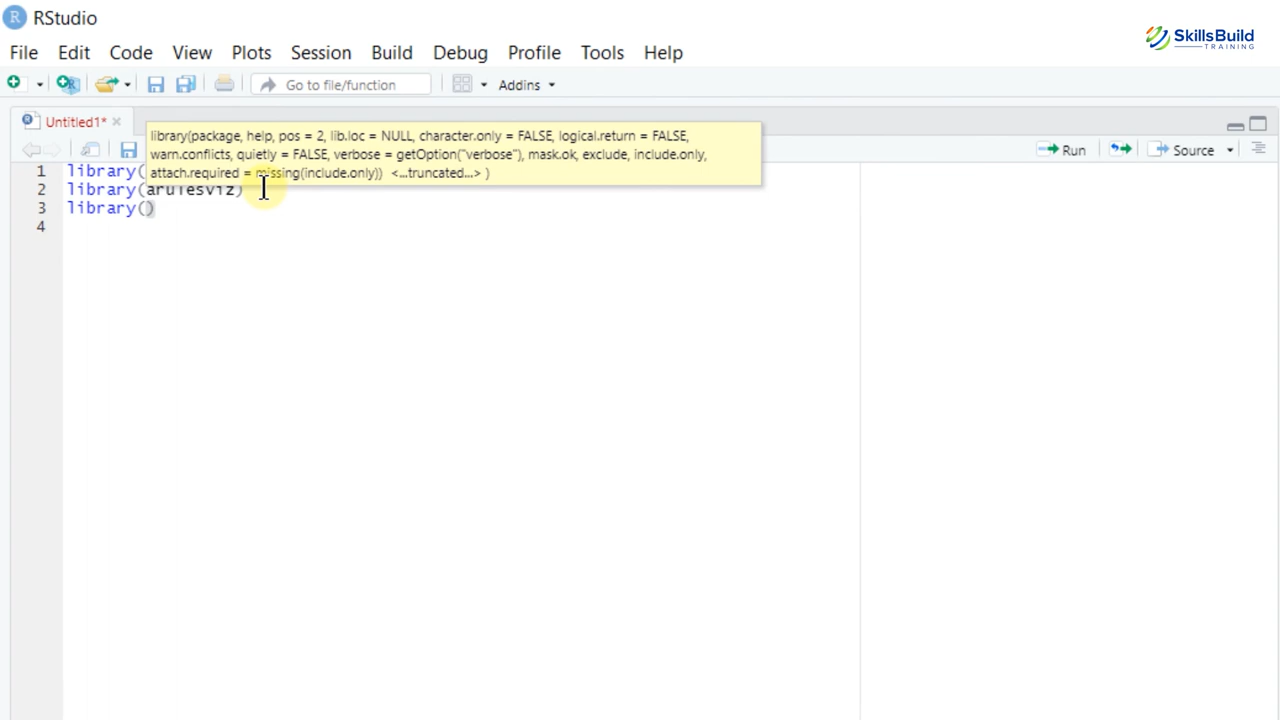 RStudio
SkillsBuild
TRAINING
File Edit Code View Plots Session Build Debug Profile Tools Help
Go to file/function Addins
Untitled1*
library(package, help, pos = 2, lib.loc = NULL, character.only = FALSE, logical.return = FALSE,
warn.conflicts, quietly = FALSE, verbose = getOption("verbose"), mask.ok, exclude, include.only,
attach.required = missing(include.only)) <...truncated...> )
Run Source
1 library(
2 library(arulesViz)
3 library()
4